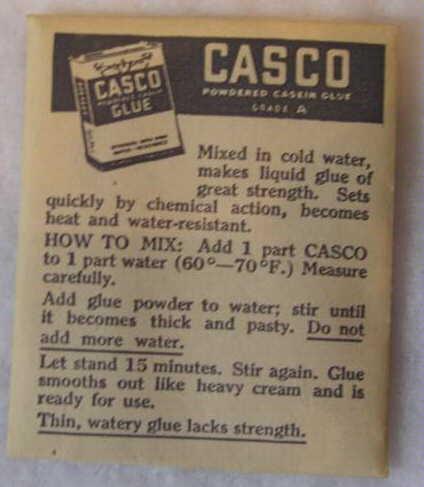 CASCO
POWDERED CASEIN GLUE
GRADE A
CASCO
GLUE
Mixed in cold water,
makes liquid glue of
great strength. Sets
quickly by chemical action, becomes
heat and water-resistant.
HOW TO MIX: Add 1 part CASCO
to 1 part water (60°—70°F.) Measure
carefully.
Add glue powder to water; stir until
it becomes thick and pasty. Do not
add more water.
Let stand 15 minutes. Stir again. Glue
smooths out like heavy cream and is
ready for use.
Thin, watery glue lacks strength.